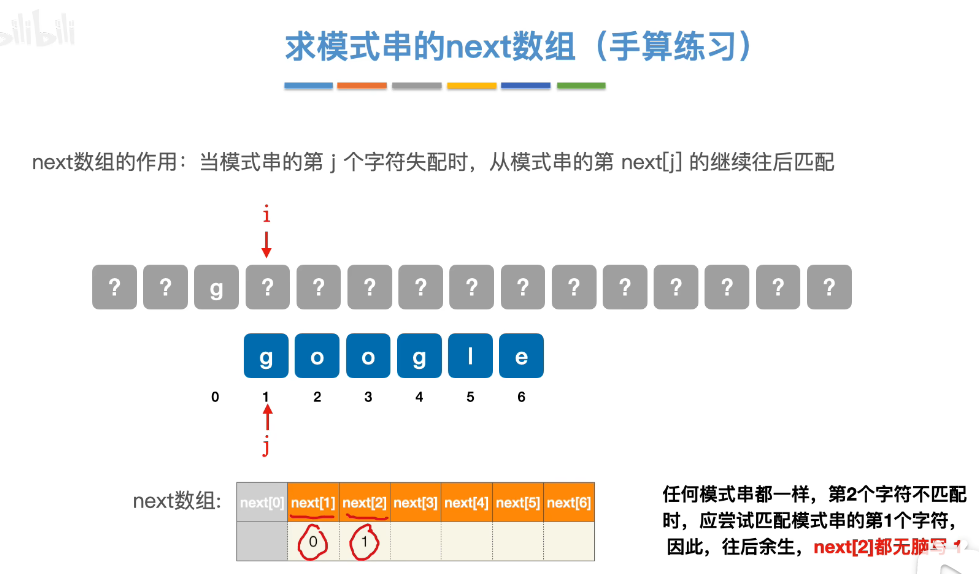 bilibili
求模式串的next数组（手算练习）
next数组的作用：当模式串的第 j 个字符失配时，从模式串的第 next[j] 的继续往后匹配
i
? ? g ? ? ? ? ? ? ? ? ? ? ? ?
g o o g l e
0 1 2 3 4 5 6
j
next数组: next[0] next[1] next[2] next[3] next[4] next[5] next[6]
0 1
任何模式串都一样，第2个字符不匹配
时，应尝试匹配模式串的第1个字符，
因此，往后余生，next[2]都无脑写 1